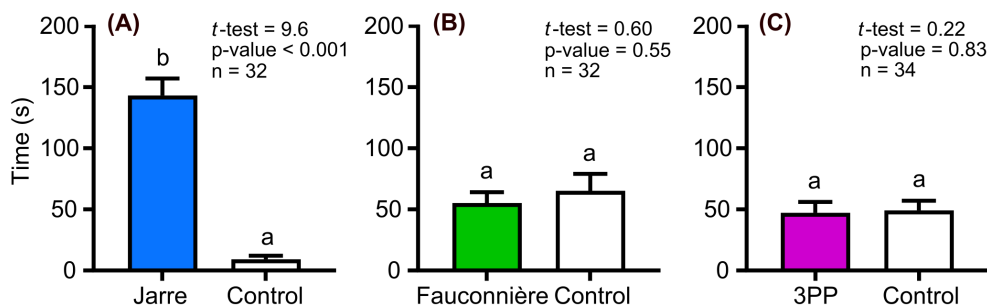 Time (s)
(A)
t-test = 9.6
p-value < 0.001
n = 32
200
150
100
50
0
b
a
Jarre Control
(B)
t-test = 0.60
p-value = 0.55
n = 32
200
150
100
50
0
a
a
Fauconnière Control
(C)
t-test = 0.22
p-value = 0.83
n = 34
200
150
100
50
0
a
a
3PP Control